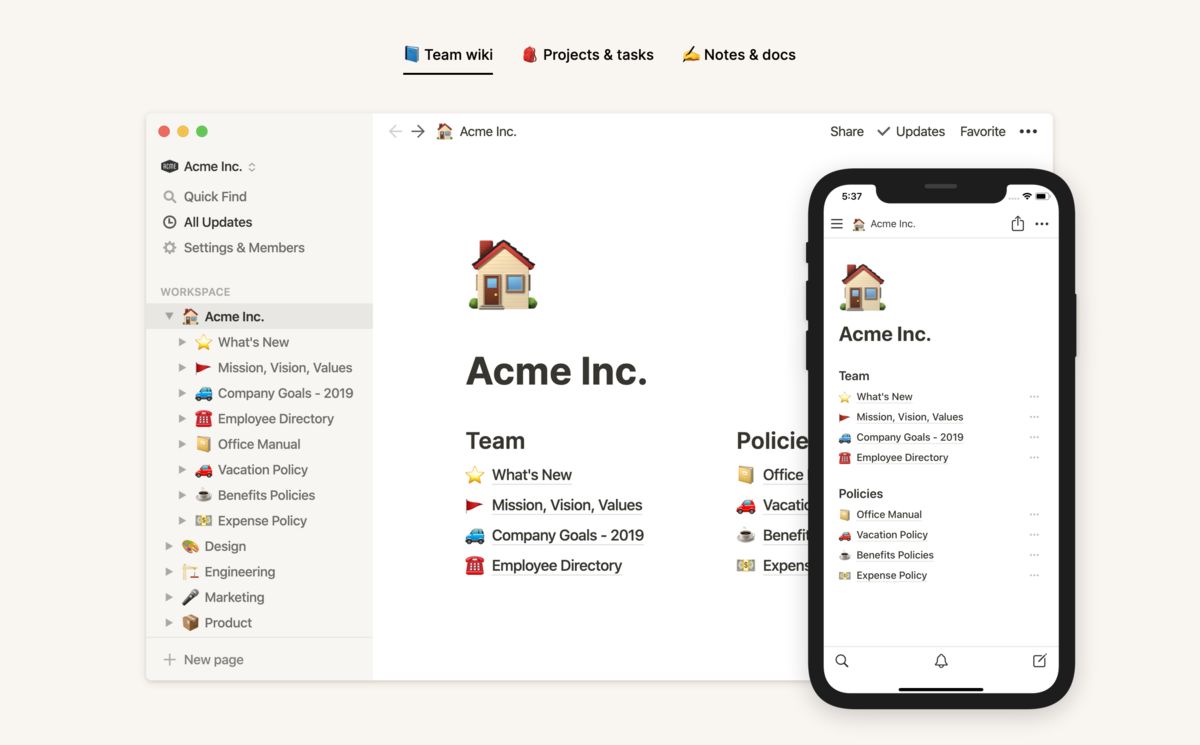 Team wiki
Projects & tasks
Notes & docs
Acme Inc.
Share
Updates
Favorite
ACME
Acme Inc.
Quick Find
All Updates
Settings & Members
WORKSPACE
Acme Inc.
What's New
Mission, Vision, Values
Company Goals - 2019
Employee Directory
Office Manual
Vacation Policy
Benefits Policies
Expense Policy
Design
Engineering
Marketing
Product
New page
Acme Inc.
Team
What's New
Mission, Vision, Values
Company Goals - 2019
Employee Directory
Policie
Office
Vacatio
Benefit
Expens
5:37
Acme Inc.
Acme Inc.
Team
What's New
Mission, Vision, Values
Company Goals - 2019
Employee Directory
Policies
Office Manual
Vacation Policy
Benefits Policies
Expense Policy